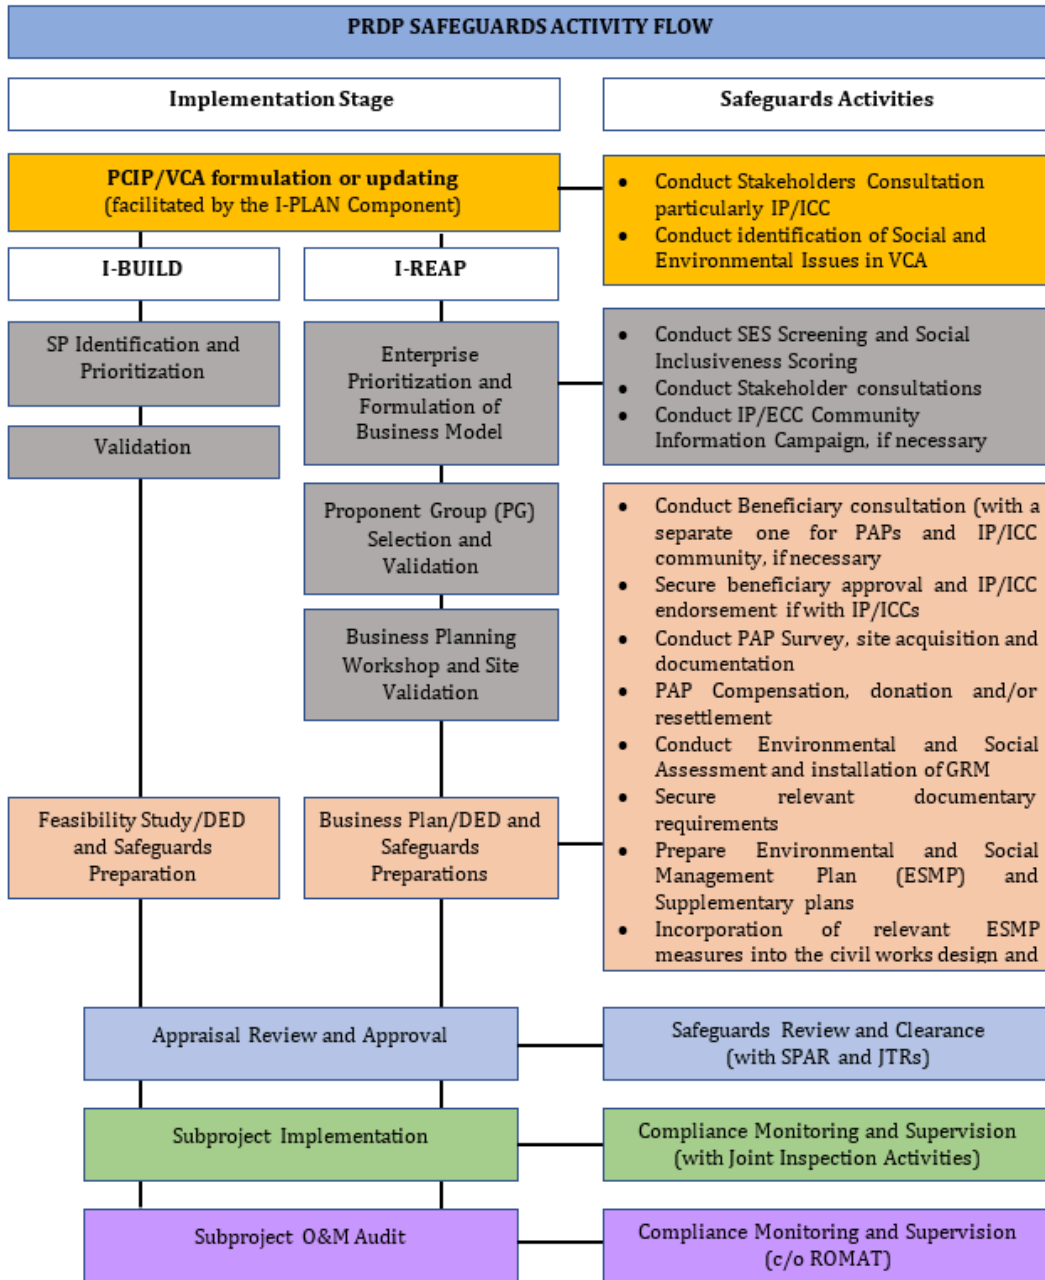 PRDP SAFEGUARDS ACTIVITY FLOW
Implementation Stage
Safeguards Activities
PCIP/VCA formulation or updating
(facilitated by the I-PLAN Component)
• Conduct Stakeholders Consultation
particularly IP/ICC
• Conduct identification of Social and
Environmental Issues in VCA
I-BUILD
I-REAP
SP Identification and
Prioritization
Validation
Enterprise
Prioritization and
Formulation of
Business Model
• Conduct SES Screening and Social
Inclusiveness Scoring
• Conduct Stakeholder consultations
• Conduct IP/ECC Community
Information Campaign, if necessary
Proponent Group (PG)
Selection and
Validation
Business Planning
Workshop and Site
Validation
Feasibility Study/DED
and Safeguards
Preparation
Business Plan/DED and
Safeguards
Preparations
• Conduct Beneficiary consultation (with a
separate one for PAPs and IP/ICC
community, if necessary
• Secure beneficiary approval and IP/ICC
endorsement if with IP/ICCs
• Conduct PAP Survey, site acquisition and
documentation
• PAP Compensation, donation and/or
resettlement
• Conduct Environmental and Social
Assessment and installation of GRM
• Secure relevant documentary
requirements
• Prepare Environmental and Social
Management Plan (ESMP) and
Supplementary plans
• Incorporation of relevant ESMP
measures into the civil works design and
Appraisal Review and Approval
Safeguards Review and Clearance
(with SPAR and JTRs)
Subproject Implementation
Compliance Monitoring and Supervision
(with Joint Inspection Activities)
Subproject O&M Audit
Compliance Monitoring and Supervision
(c/o ROMAT)